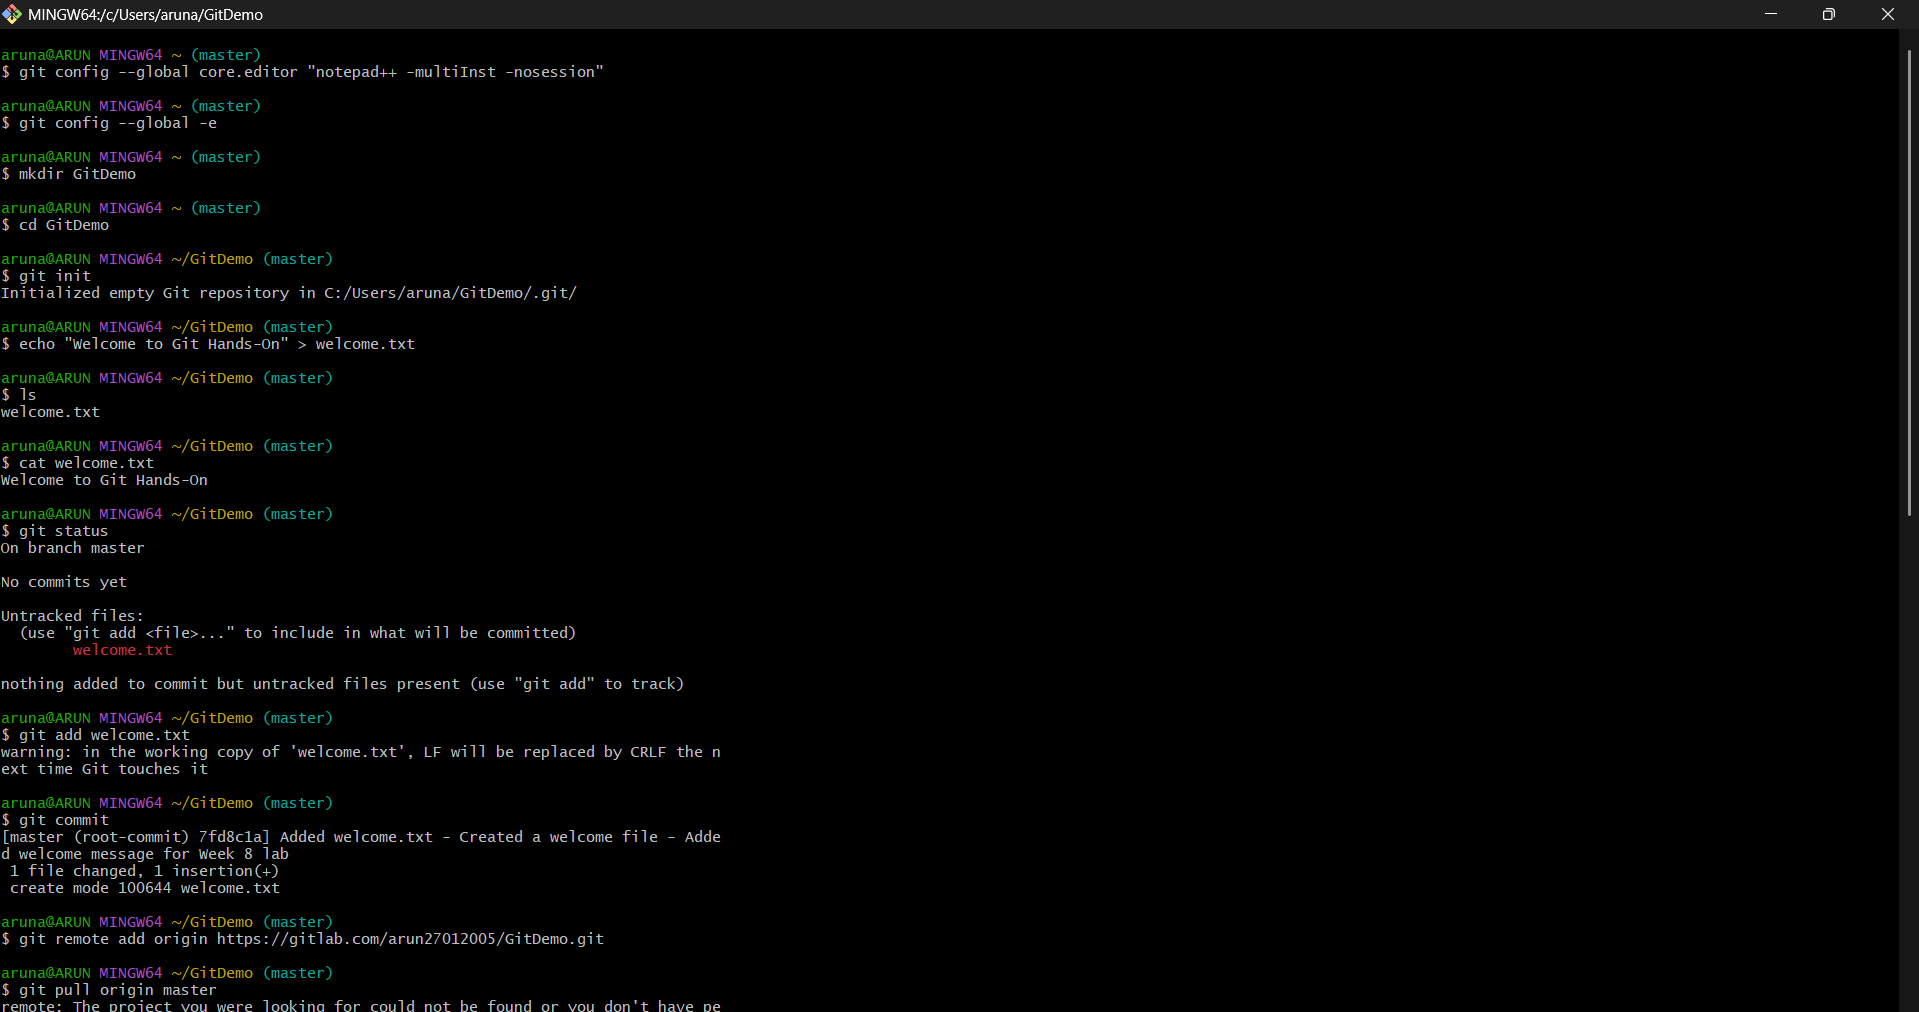 MINGW64:/c/Users/aruna/GitDemo
aruna@ARUN MINGW64 ~ (master)
$ git config --global core.editor "notepad++ -multiInst -nosession"
aruna@ARUN MINGW64 ~ (master)
$ git config --global -e
aruna@ARUN MINGW64 ~ (master)
$ mkdir GitDemo
aruna@ARUN MINGW64 ~ (master)
$ cd GitDemo
aruna@ARUN MINGW64 ~/GitDemo (master)
$ git init
Initialized empty Git repository in C:/Users/aruna/GitDemo/.git/
aruna@ARUN MINGW64 ~/GitDemo (master)
$ echo "Welcome to Git Hands-On" > welcome.txt
aruna@ARUN MINGW64 ~/GitDemo (master)
$ ls
welcome.txt
aruna@ARUN MINGW64 ~/GitDemo (master)
$ cat welcome.txt
Welcome to Git Hands-On
aruna@ARUN MINGW64 ~/GitDemo (master)
$ git status
On branch master
No commits yet
Untracked files:
  (use "git add <file>..." to include in what will be committed)
        welcome.txt
nothing added to commit but untracked files present (use "git add" to track)
aruna@ARUN MINGW64 ~/GitDemo (master)
$ git add welcome.txt
warning: in the working copy of 'welcome.txt', LF will be replaced by CRLF the n
ext time Git touches it
aruna@ARUN MINGW64 ~/GitDemo (master)
$ git commit
[master (root-commit) 7fd8c1a] Added welcome.txt - Created a welcome file - Adde
d welcome message for Week 8 lab
 1 file changed, 1 insertion(+)
 create mode 100644 welcome.txt
aruna@ARUN MINGW64 ~/GitDemo (master)
$ git remote add origin https://gitlab.com/arun27012005/GitDemo.git
aruna@ARUN MINGW64 ~/GitDemo (master)
$ git pull origin master
remote: The project you were looking for could not be found or you don't have pe